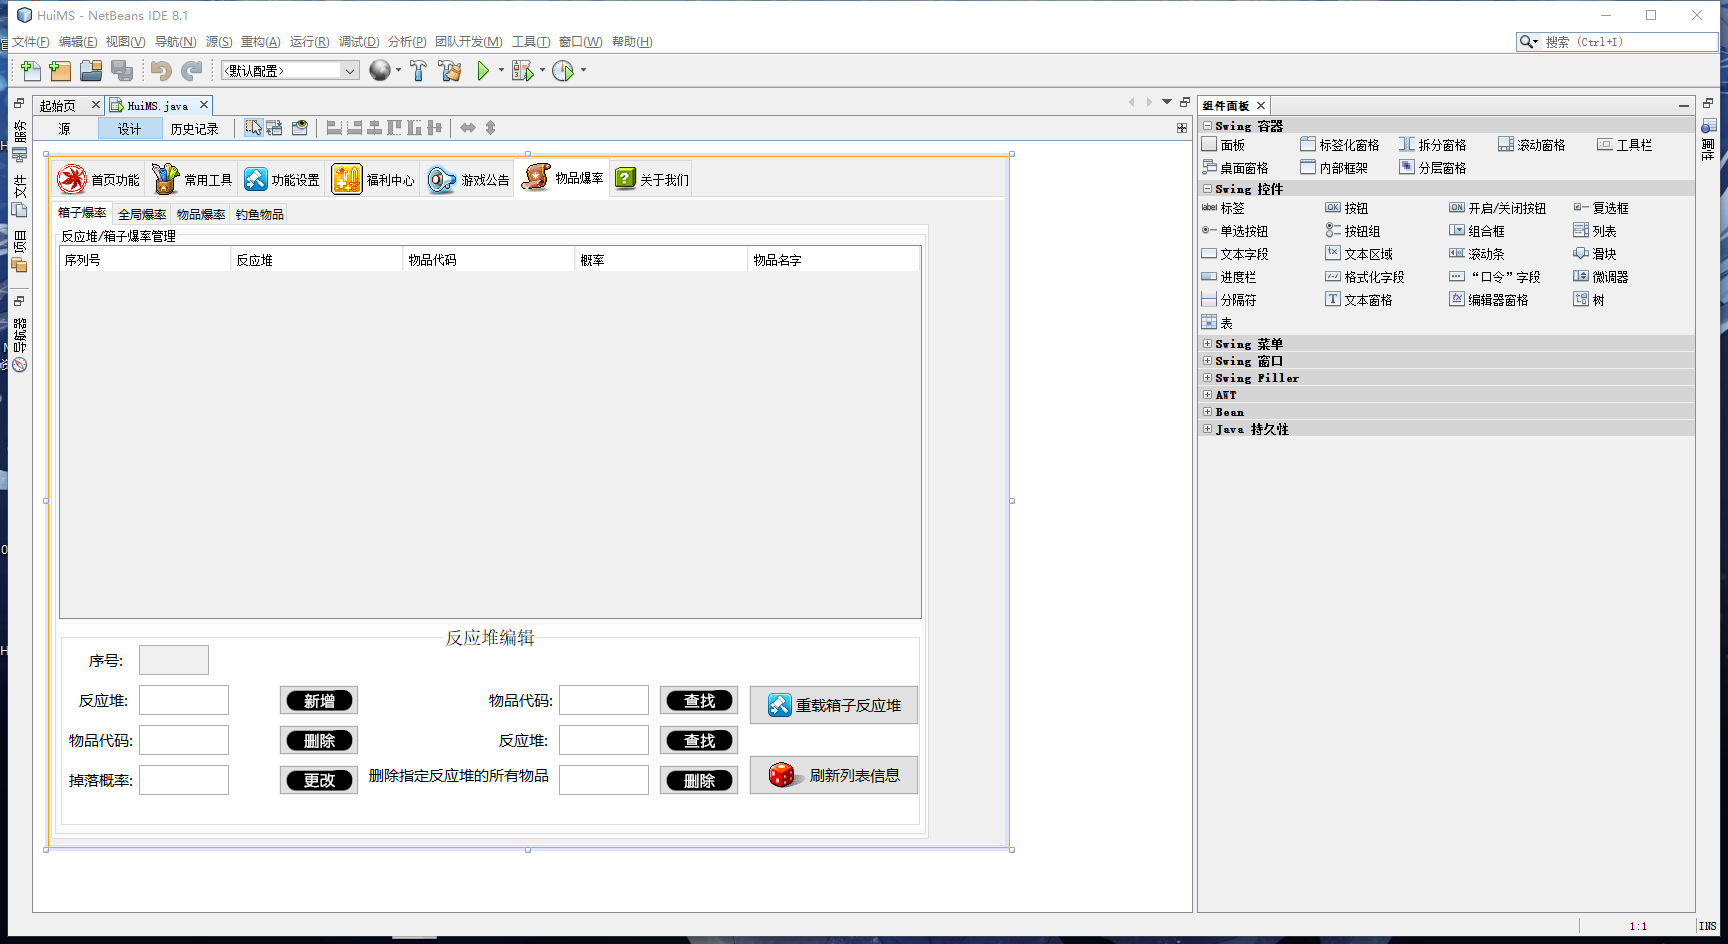 HuiMS - NetBeans IDE 8.1
文件(F) 编辑(E) 视图(V) 导航(N) 源(S) 重构(A) 运行(R) 调试(D) 分析(P) 团队开发(M) 工具(T) 窗口(W) 帮助(H)
搜索 (Ctrl+I)
<默认配置>
起始页 HuiMS.java
源 设计 历史记录
服务
文件
项目
导航器
首页功能 常用工具 功能设置 福利中心 游戏公告 物品爆率 关于我们
箱子爆率 全局爆率 物品爆率 钓鱼物品
反应堆/箱子爆率管理
序列号 反应堆 物品代码 概率 物品名字
反应堆编辑
序号:
反应堆: 新增 物品代码: 查找 重载箱子反应堆
物品代码: 删除 反应堆: 查找
掉落概率: 更改 删除指定反应堆的所有物品 删除 刷新列表信息
组件面板
Swing 容器
面板 标签化窗格 拆分窗格 滚动窗格 工具栏
桌面窗格 内部框架 分层窗格
Swing 控件
label 标签 OK 按钮 ON 开启/关闭按钮 复选框
单选按钮 按钮组 组合框 列表
文本字段 文本区域 滚动条 滑块
进度栏 格式化字段 “口令”字段 微调器
分隔符 T 文本窗格 编辑器窗格 树
表
Swing 菜单
Swing 窗口
Swing Filler
AWT
Bean
Java 持久性
属性
1:1 INS